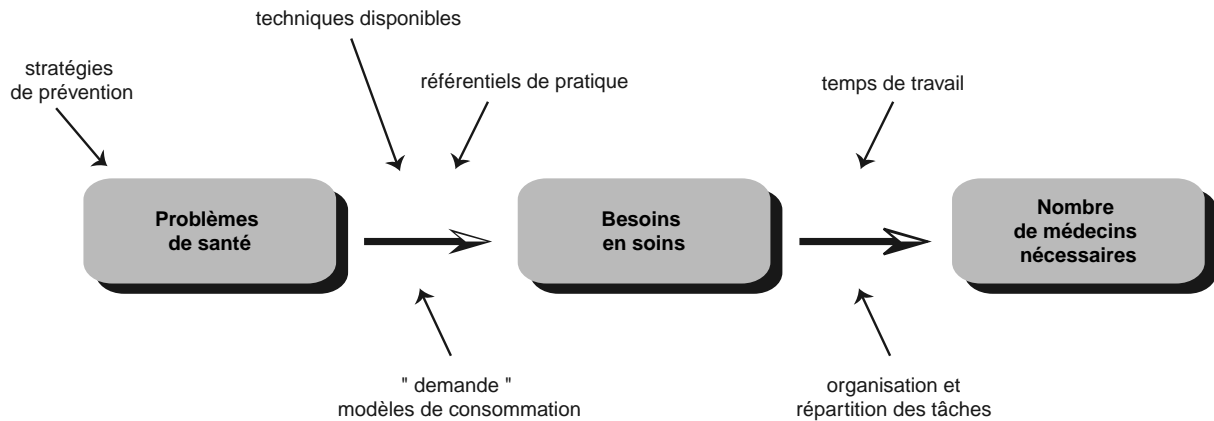 techniques disponibles
stratégies
de prévention
référentiels de pratique
temps de travail
Problèmes
de santé
Besoins
en soins
Nombre
de médecins
nécessaires
" demande "
modèles de consommation
organisation et
répartition des tâches